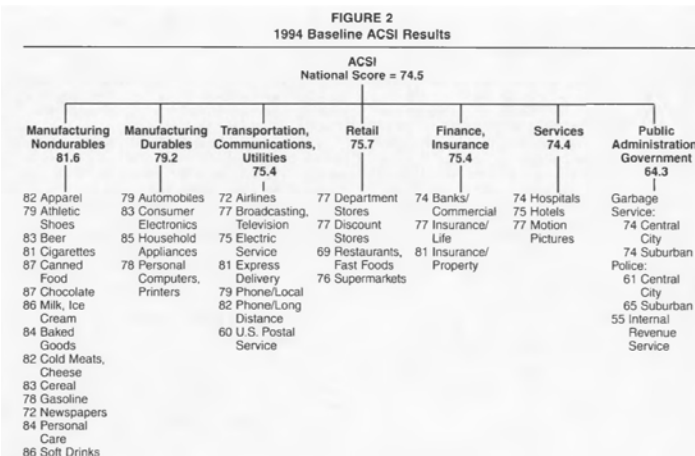 FIGURE 2
1994 Baseline ACSI Results
ACSI
National Score = 74.5
Manufacturing
Nondurables
81.6
82 Apparel
79 Athletic
Shoes
83 Beer
81 Cigarettes
87 Canned
Food
87 Chocolate
86 Milk, Ice
Cream
84 Baked
Goods
82 Cold Meats,
Cheese
83 Cereal
78 Gasoline
72 Newspapers
84 Personal
Care
86 Soft Drinks
Manufacturing
Durables
79.2
79 Automobiles
83 Consumer
Electronics
85 Household
Appliances
78 Personal
Computers,
Printers
Transportation,
Communications,
Utilities
75.4
72 Airlines
77 Broadcasting,
Television
75 Electric
Service
81 Express
Delivery
79 Phone/Local
82 Phone/Long
Distance
60 U.S. Postal
Service
Retail
75.7
77 Department
Stores
77 Discount
Stores
69 Restaurants,
Fast Foods
76 Supermarkets
Finance,
Insurance
75.4
74 Banks/
Commercial
77 Insurance/
Life
81 Insurance/
Property
Services
74.4
74 Hospitals
75 Hotels
77 Motion
Pictures
Public
Administration
Government
64.3
Garbage
Service:
74 Central
City
74 Suburban
Police:
61 Central
City
65 Suburban
55 Internal
Revenue
Service